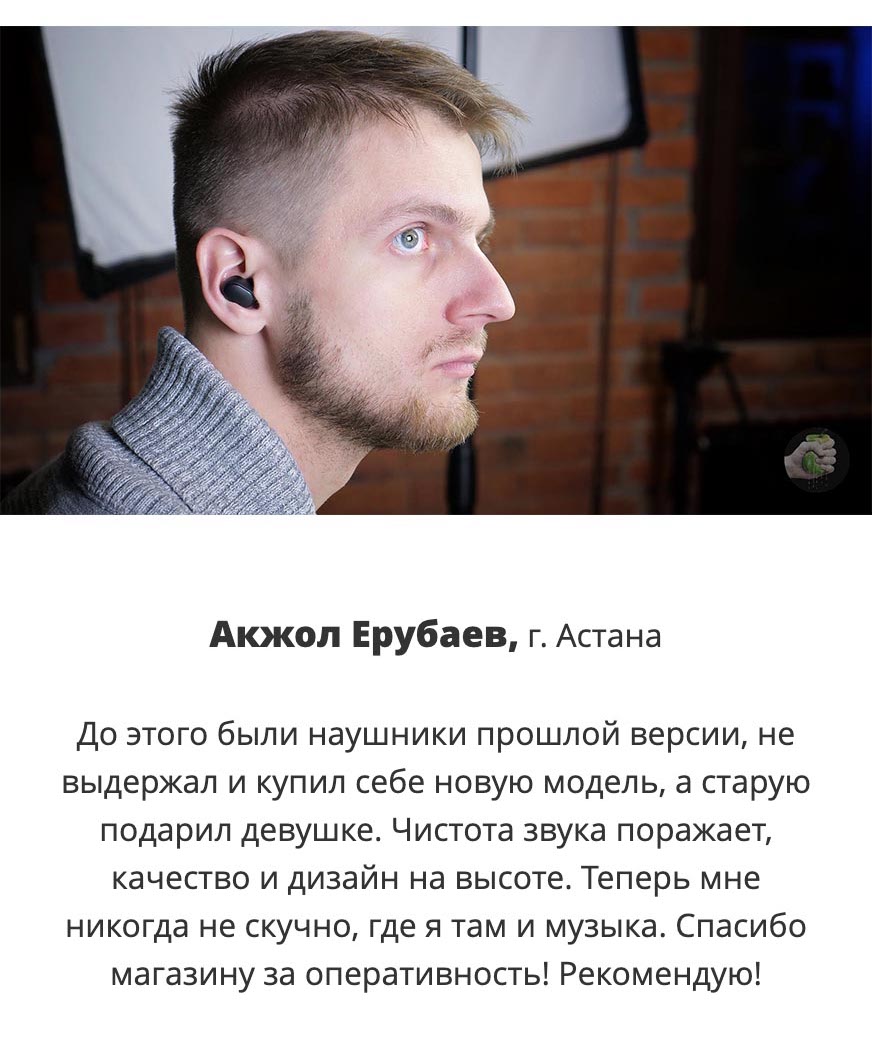 Акжол Ерубаев, г. Астана
До этого были наушники прошлой версии, не
выдержал и купил себе новую модель, а старую
подарил девушке. Чистота звука поражает,
качество и дизайн на высоте. Теперь мне
никогда не скучно, где я там и музыка. Спасибо
магазину за оперативность! Рекомендую!